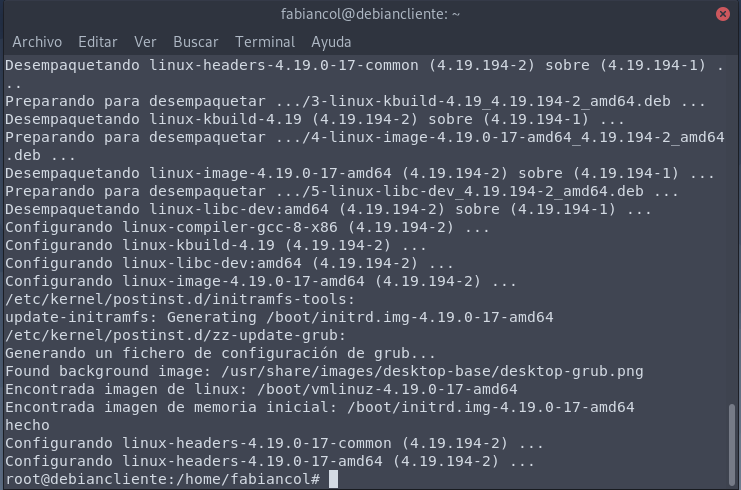 fabiancol@debiancliente: ~
Archivo Editar Ver Buscar Terminal Ayuda
Desempaquetando linux-headers-4.19.0-17-common (4.19.194-2) sobre (4.19.194-1) .
..
Preparando para desempaquetar .../3-linux-kbuild-4.19_4.19.194-2_amd64.deb ...
Desempaquetando linux-kbuild-4.19 (4.19.194-2) sobre (4.19.194-1) ...
Preparando para desempaquetar .../4-linux-image-4.19.0-17-amd64_4.19.194-2_amd64
.deb ...
Desempaquetando linux-image-4.19.0-17-amd64 (4.19.194-2) sobre (4.19.194-1) ...
Preparando para desempaquetar .../5-linux-libc-dev_4.19.194-2_amd64.deb ...
Desempaquetando linux-libc-dev:amd64 (4.19.194-2) sobre (4.19.194-1) ...
Configurando linux-compiler-gcc-8-x86 (4.19.194-2) ...
Configurando linux-kbuild-4.19 (4.19.194-2) ...
Configurando linux-libc-dev:amd64 (4.19.194-2) ...
Configurando linux-image-4.19.0-17-amd64 (4.19.194-2) ...
/etc/kernel/postinst.d/initramfs-tools:
update-initramfs: Generating /boot/initrd.img-4.19.0-17-amd64
/etc/kernel/postinst.d/zz-update-grub:
Generando un fichero de configuración de grub...
Found background image: /usr/share/images/desktop-base/desktop-grub.png
Encontrada imagen de linux: /boot/vmlinuz-4.19.0-17-amd64
Encontrada imagen de memoria inicial: /boot/initrd.img-4.19.0-17-amd64
hecho
Configurando linux-headers-4.19.0-17-common (4.19.194-2) ...
Configurando linux-headers-4.19.0-17-amd64 (4.19.194-2) ...
root@debiancliente:/home/fabiancol#